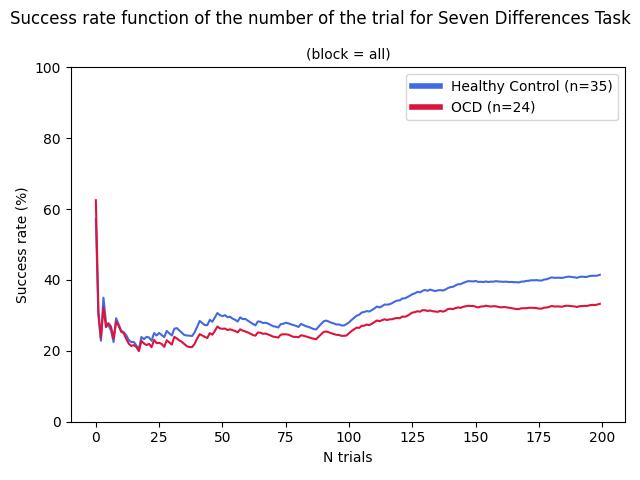 Success rate function of the number of the trial for Seven Differences Task
(block = all)
100
80
60
40
20
0
Success rate (%)
Healthy Control (n=35)
OCD (n=24)
0 25 50 75 100 125 150 175 200
N trials